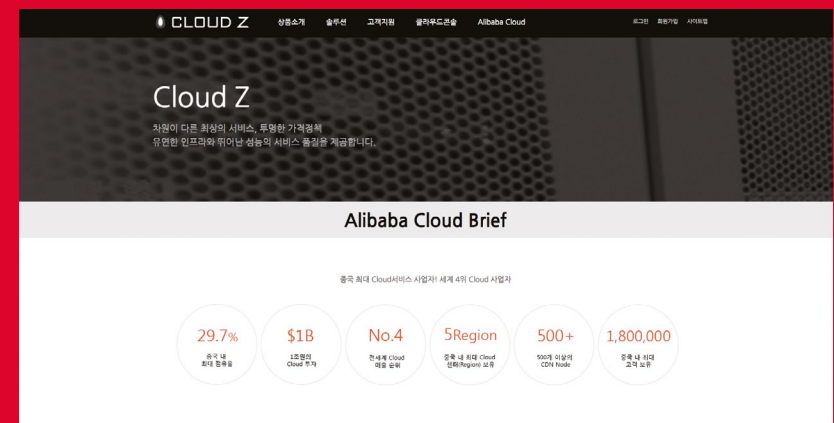 CLOUD Z 상품소개 솔루션 고객지원 클라우드콘솔 Alibaba Cloud 로그인 회원가입 사이트맵
Cloud Z
차원이 다른 최상의 서비스, 투명한 가격정책
유연한 인프라와 뛰어난 성능의 서비스 품질을 제공합니다.
Alibaba Cloud Brief
중국 최대 Cloud서비스 사업자! 세계 4위 Cloud 사업자
29.7% $1B No.4 5Region 500+ 1,800,000
중국 내 1조원의 전세계 Cloud 중국 내 최대 Cloud 500개 이상의 중국 내 최대
최대 점유율 Cloud 투자 매출 순위 센터(Region) 보유 CDN Node 고객 보유